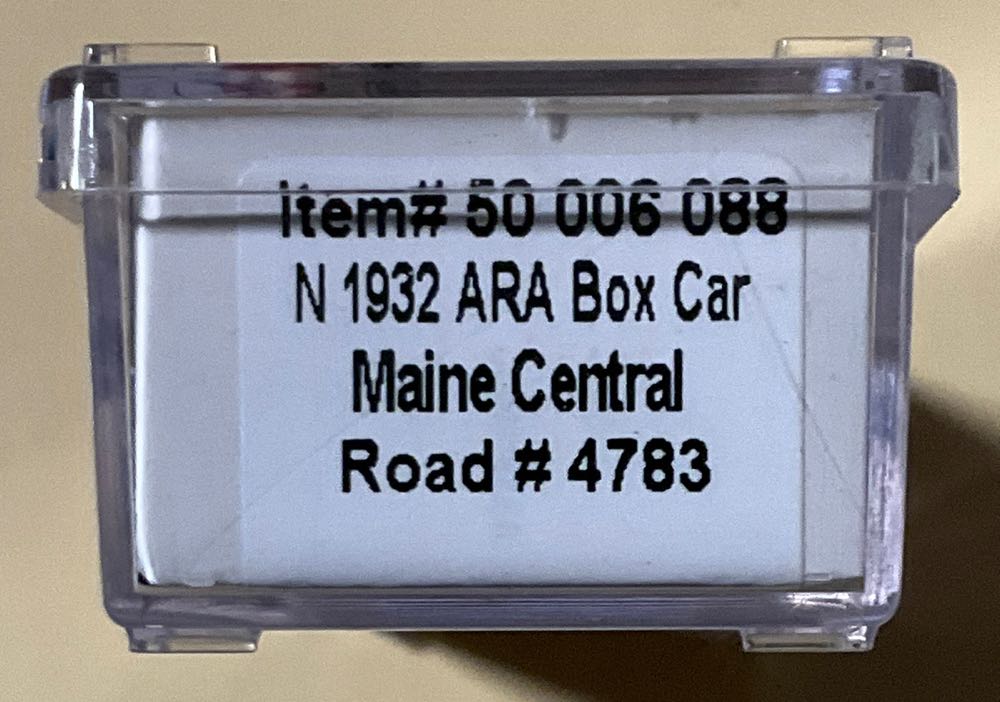 Item# 50 006 088
N 1932 ARA Box Car
Maine Central
Road # 4783